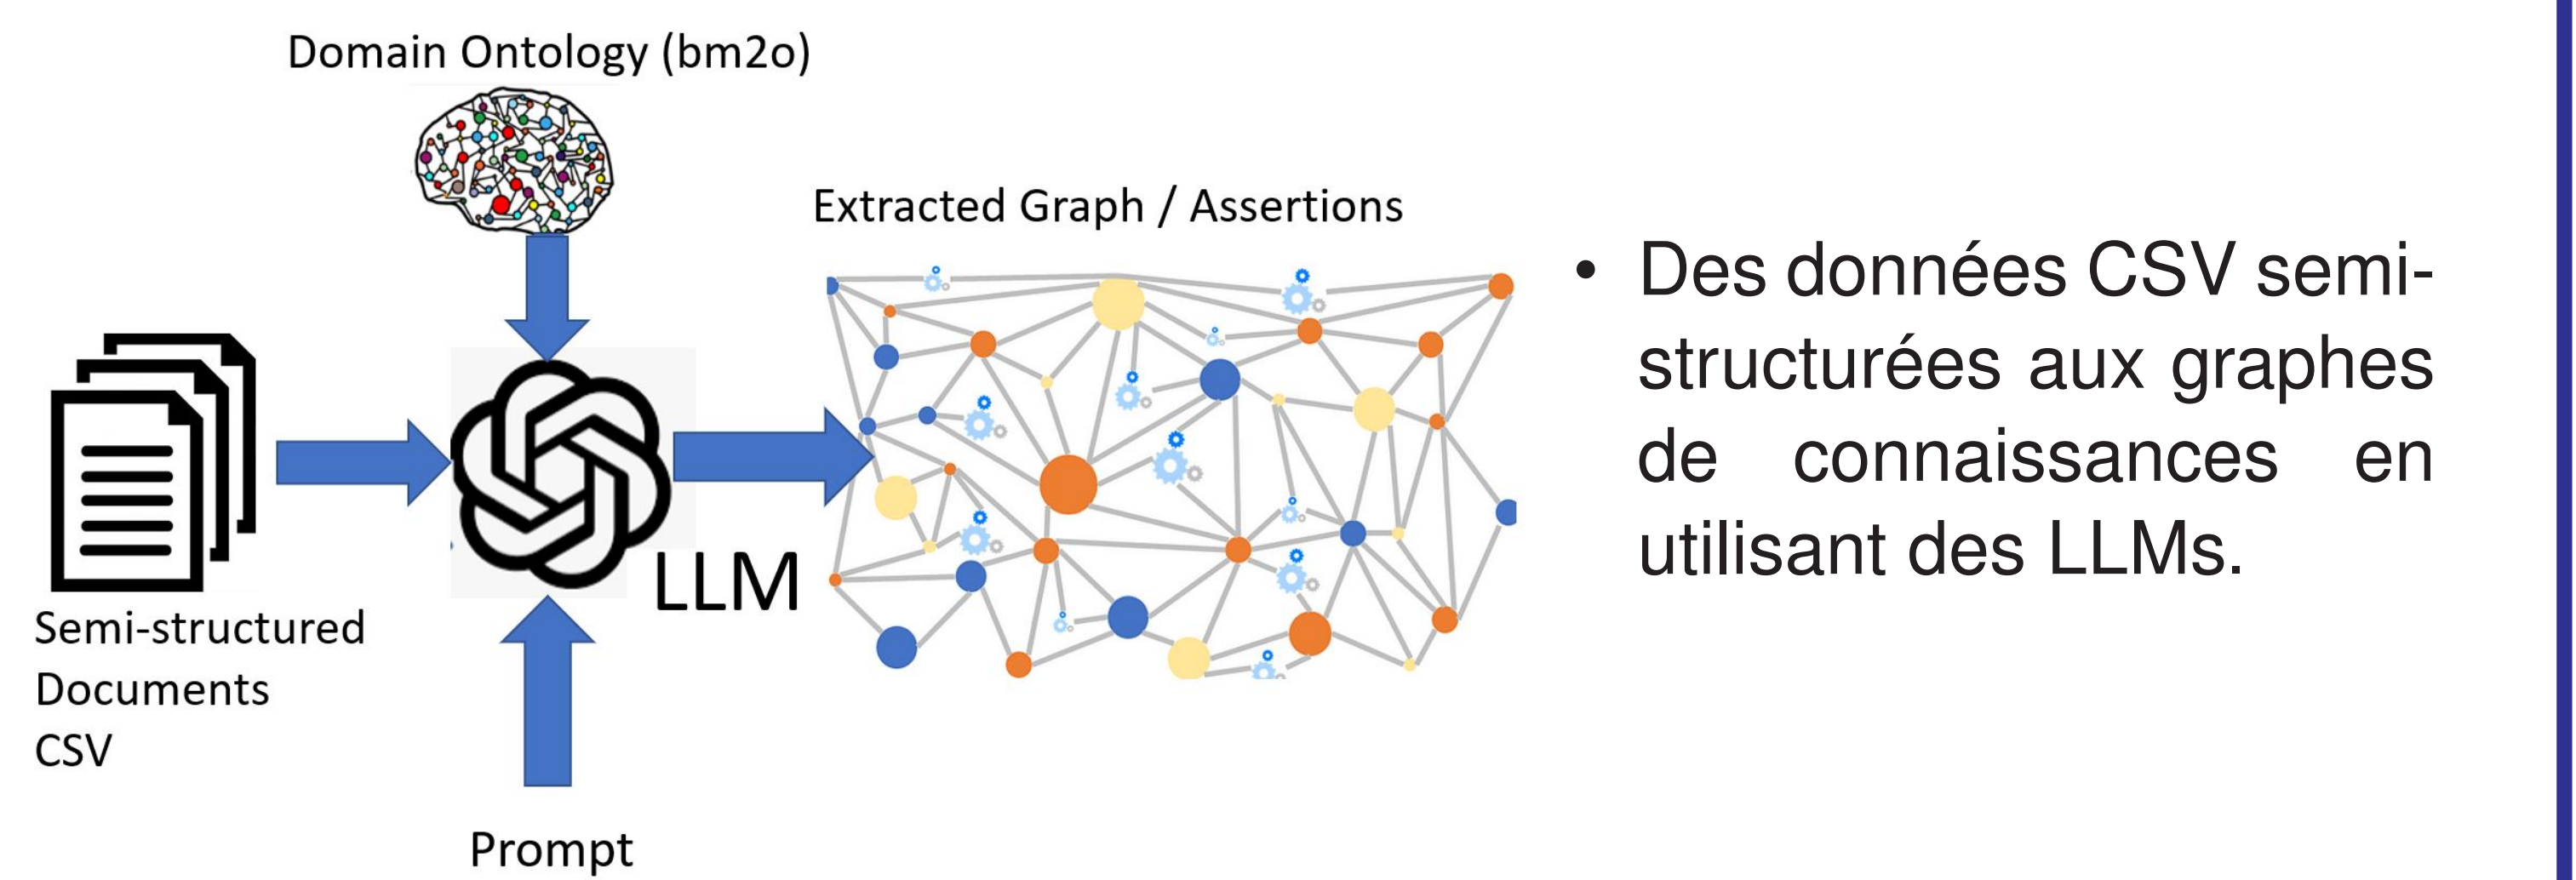 Domain Ontology (bm2o)
Extracted Graph / Assertions
LLM
Semi-structured
Documents
CSV
Prompt
• Des données CSV semi-
structurées aux graphes
de connaissances en
utilisant des LLMs.